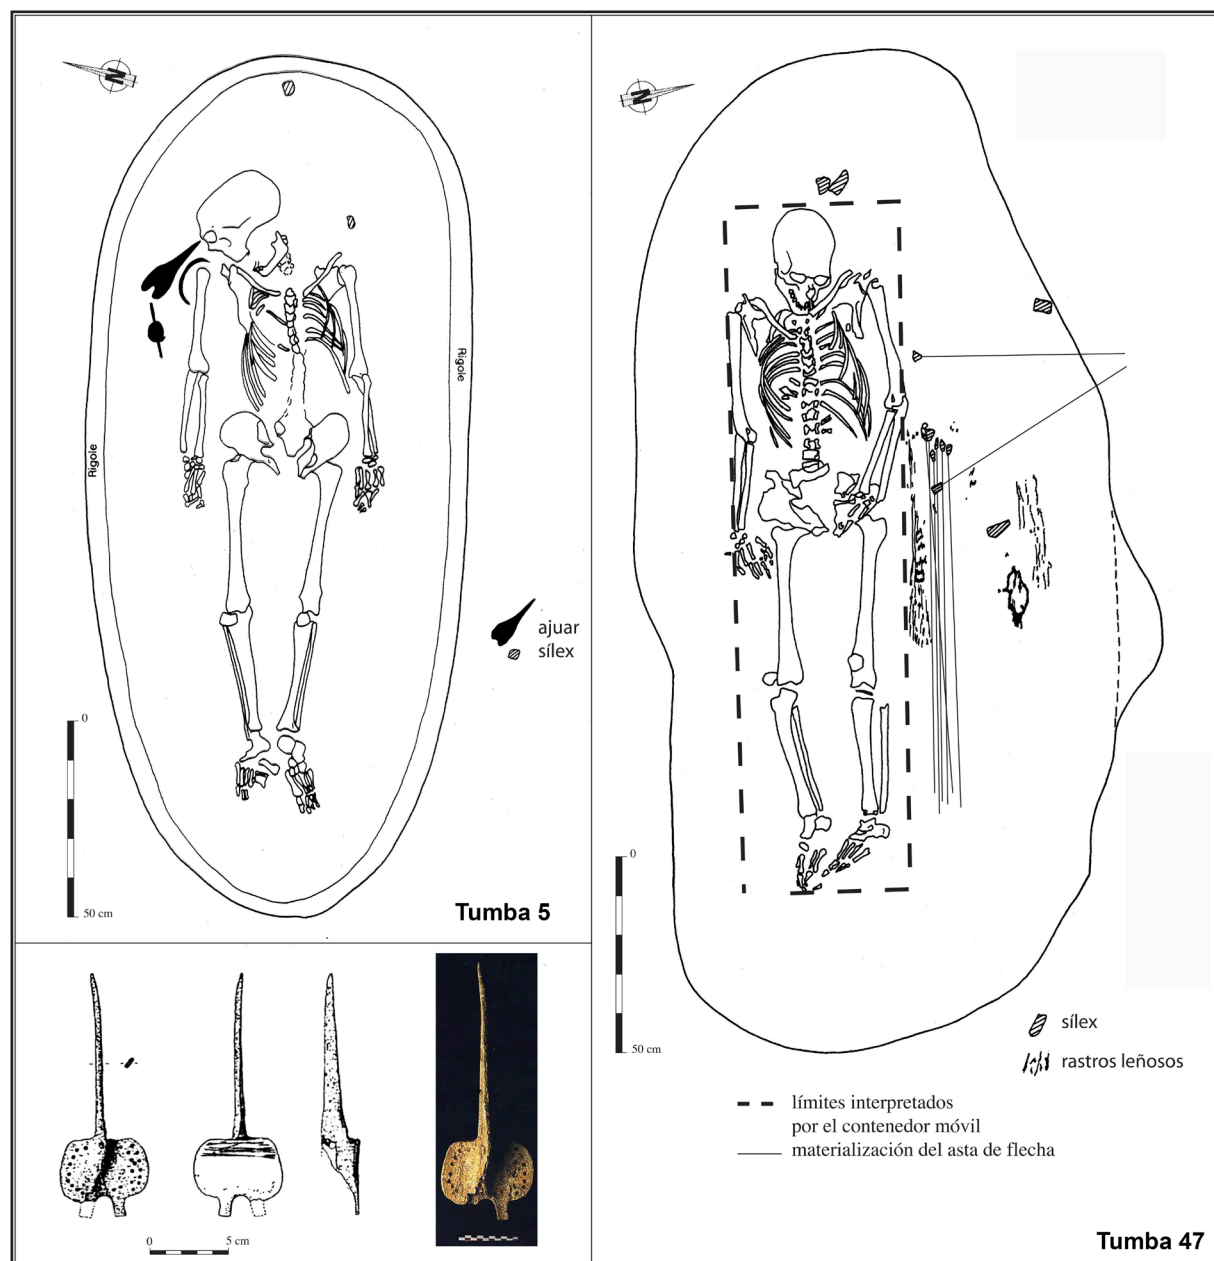 N
Rigole
Rigole
ajuar
sílex
0
50 cm
Tumba 5
0
5 cm
N
0
50 cm
sílex
rastros leñosos
límites interpretados
por el contenedor móvil
materialización del asta de flecha
Tumba 47